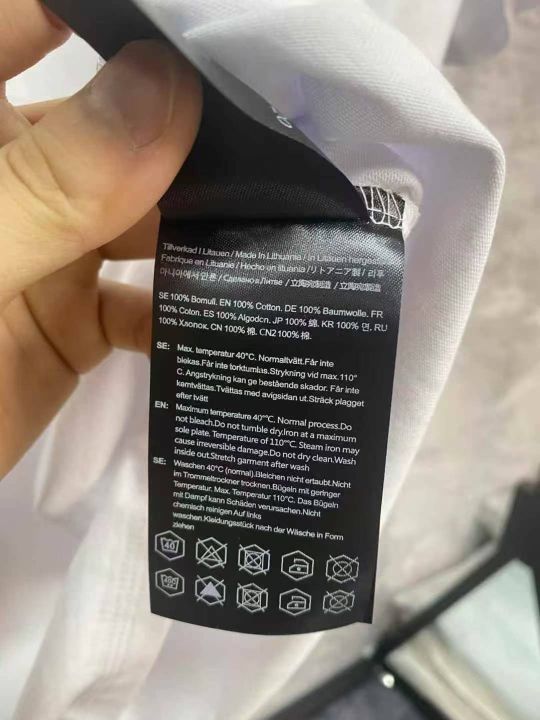 Tillverkad I Litauen / Made In Lithuania / In Litauen hergest
Fabriqué en Lituanie / Hecho en lituania /リトアニア製 / 리투
아니아에서 만든 / Сделано в Литве / 立陶宛製造 / 立陶宛制造
SE 100% Bomull. EN 100% Cotton. DE 100% Baumwolle. FR
100% Coton. ES 100% Algodcn. JP 100% 綿. KR 100% 면. RU
100% Хлопок. CN 100% 棉. CN2 100% 棉.
SE: Max. temperatur 40°C. Normaltvätt.Får inte
blekas.Får inte torktumlas.Strykning vid max.110°
C. Angstrykning kan ge bestående skador. Får inte
kemtvättas.Tvättas med avigsidan ut.Sträck plagget
efter tvätt
EN: Maximum temperature 40°C. Normal process.Do
not bleach.Do not tumble dry.Iron at a maximum
sole plate. Temperature of 110°C. Steam iron may
cause irreversible damage.Do not dry clean.Wash
inside out.Stretch garment after wash
SE: Waschen 40°C (normal).Bleichen nicht erlaubt.Nicht
im Trommeltrockner trocknen.Bügeln mit geringer
Temperatur. Max. Temperatur 110°C. Das Bügeln
mit Dampf kann Schäden verursachen.Nicht
chemisch reinigen Auf links
waschen.Kleidungsstück nach der Wäsche in Form
ziehen
40